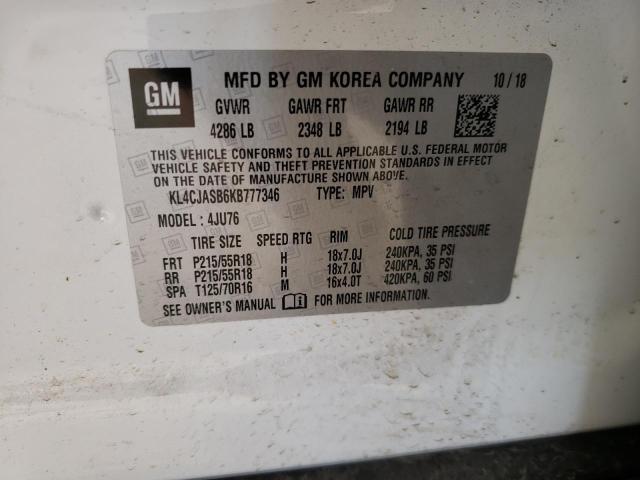 GM MFD BY GM KOREA COMPANY 10 / 18
GVWR GAWR FRT GAWR RR
4286 LB 2348 LB 2194 LB
THIS VEHICLE CONFORMS TO ALL APPLICABLE U.S. FEDERAL MOTOR
VEHICLE SAFETY AND THEFT PREVENTION STANDARDS IN EFFECT
ON THE DATE OF MANUFACTURE SHOWN ABOVE.
KL4CJASB6KB777346 TYPE: MPV
MODEL : 4JU76
TIRE SIZE SPEED RTG RIM COLD TIRE PRESSURE
FRT P215/55R18 H 18x7.0J 240KPA, 35 PSI
RR P215/55R18 H 18x7.0J 240KPA, 35 PSI
SPA T125/70R16 M 16x4.0T 420KPA, 60 PSI
SEE OWNER'S MANUAL FOR MORE INFORMATION.